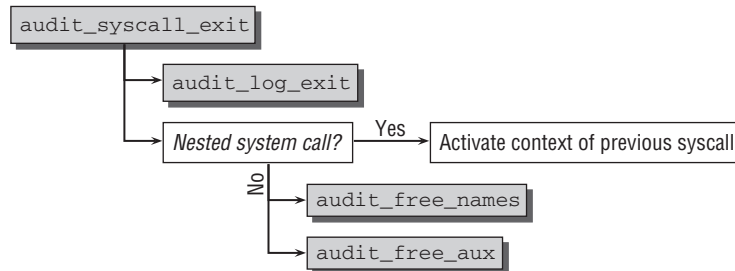 audit_syscall_exit
audit_log_exit
Nested system call?
Yes
Activate context of previous syscall
No
audit_free_names
audit_free_aux